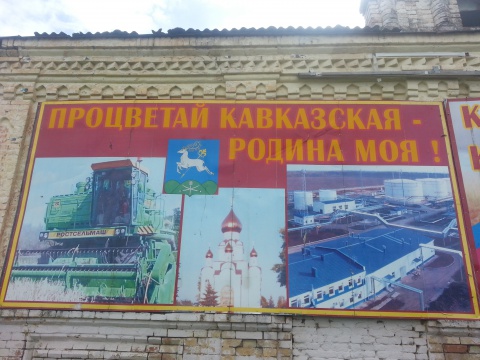 ПРОЦВЕТАЙ КАВКАЗСКАЯ -
РОДИНА МОЯ !
РОСТСЕЛЬМАШ